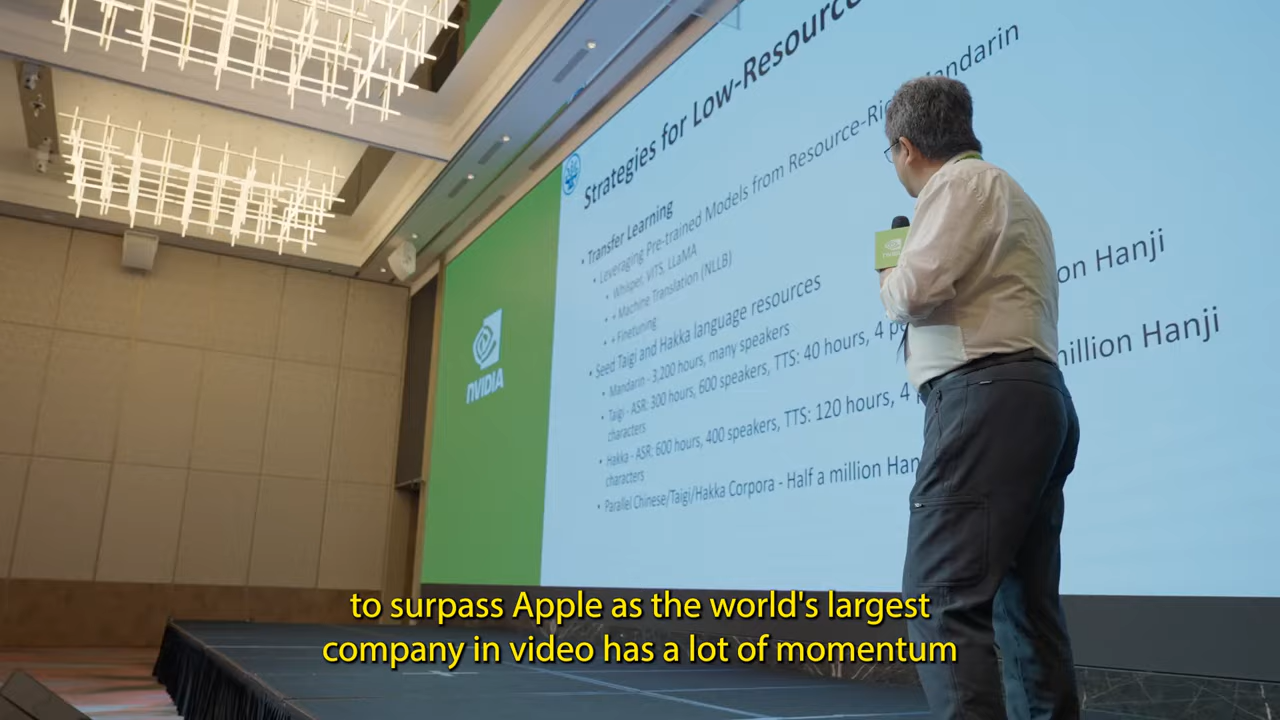 Strategies for Low-Resource
• Transfer Learning
• Leveraging Pre-trained Models from Resource-Ric andarin
• Whisper, VITS, LLaMA
• + Machine Translation (NLLB)
• + Finetuning
• Seed Taigi and Hakka language resources
• Mandarin - 3,200 hours, many speakers
• Taigi - ASR: 300 hours, 600 speakers, TTS: 40 hours, 4 on Hanji
characters
• Hakka - ASR: 600 hours, 400 speakers, TTS: 120 hours, 4 million Hanji
characters
• Parallel Chinese/Taigi/Hakka Corpora - Half a million Han
NVIDIA
NVIDIA
to surpass Apple as the world's largest
company in video has a lot of momentum